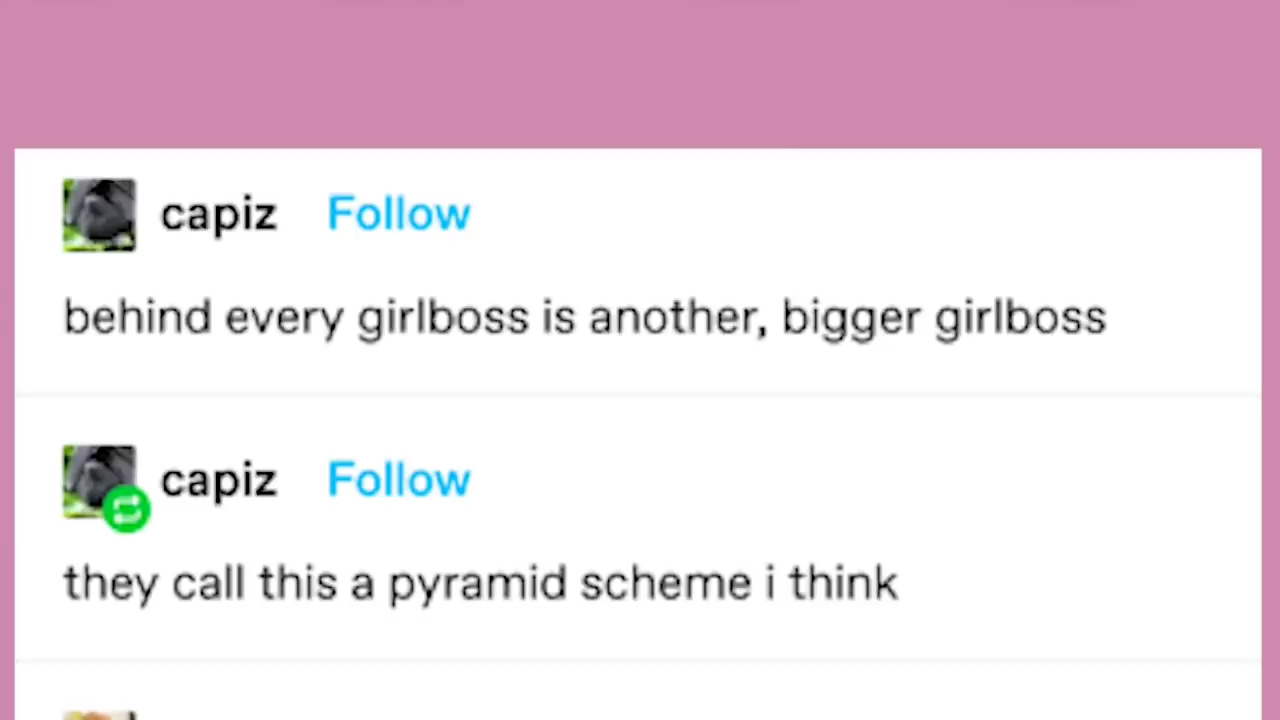 capiz Follow
behind every girlboss is another, bigger girlboss
capiz Follow
they call this a pyramid scheme i think